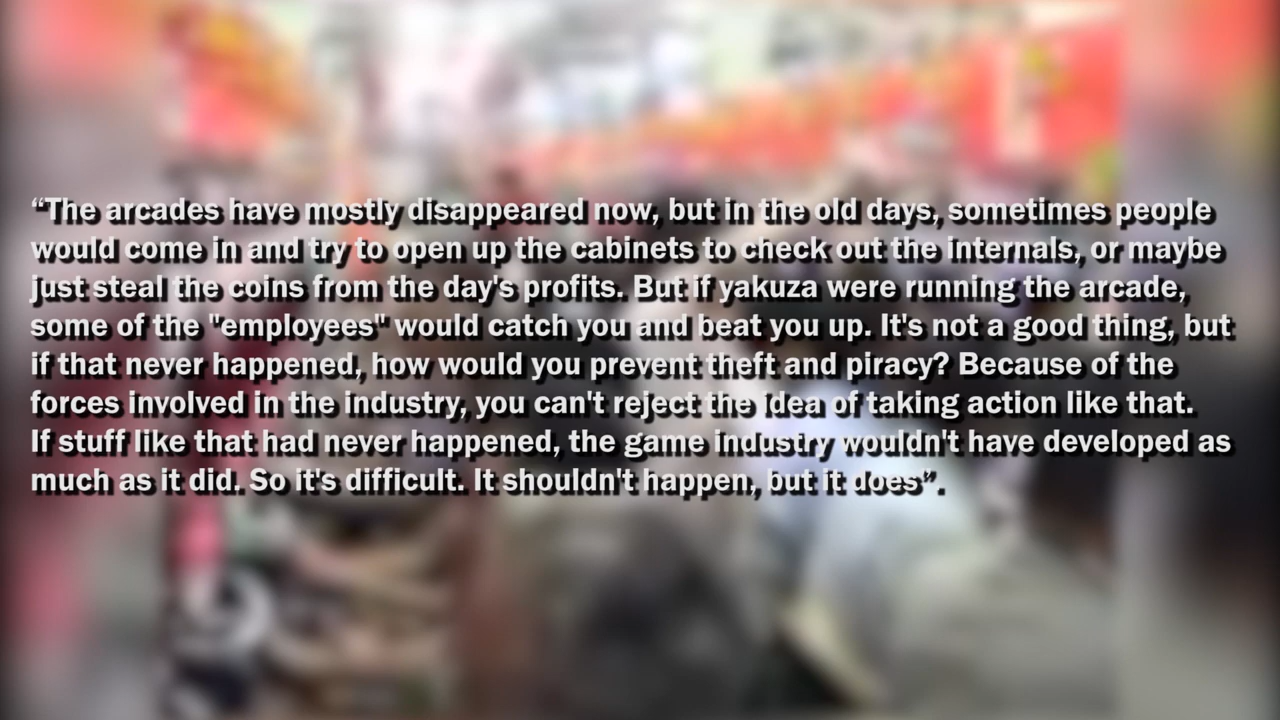 “The arcades have mostly disappeared now, but in the old days, sometimes people
would come in and try to open up the cabinets to check out the internals, or maybe
just steal the coins from the day's profits. But if yakuza were running the arcade,
some of the "employees" would catch you and beat you up. It's not a good thing, but
if that never happened, how would you prevent theft and piracy? Because of the
forces involved in the industry, you can't reject the idea of taking action like that.
If stuff like that had never happened, the game industry wouldn't have developed as
much as it did. So it's difficult. It shouldn't happen, but it does”.